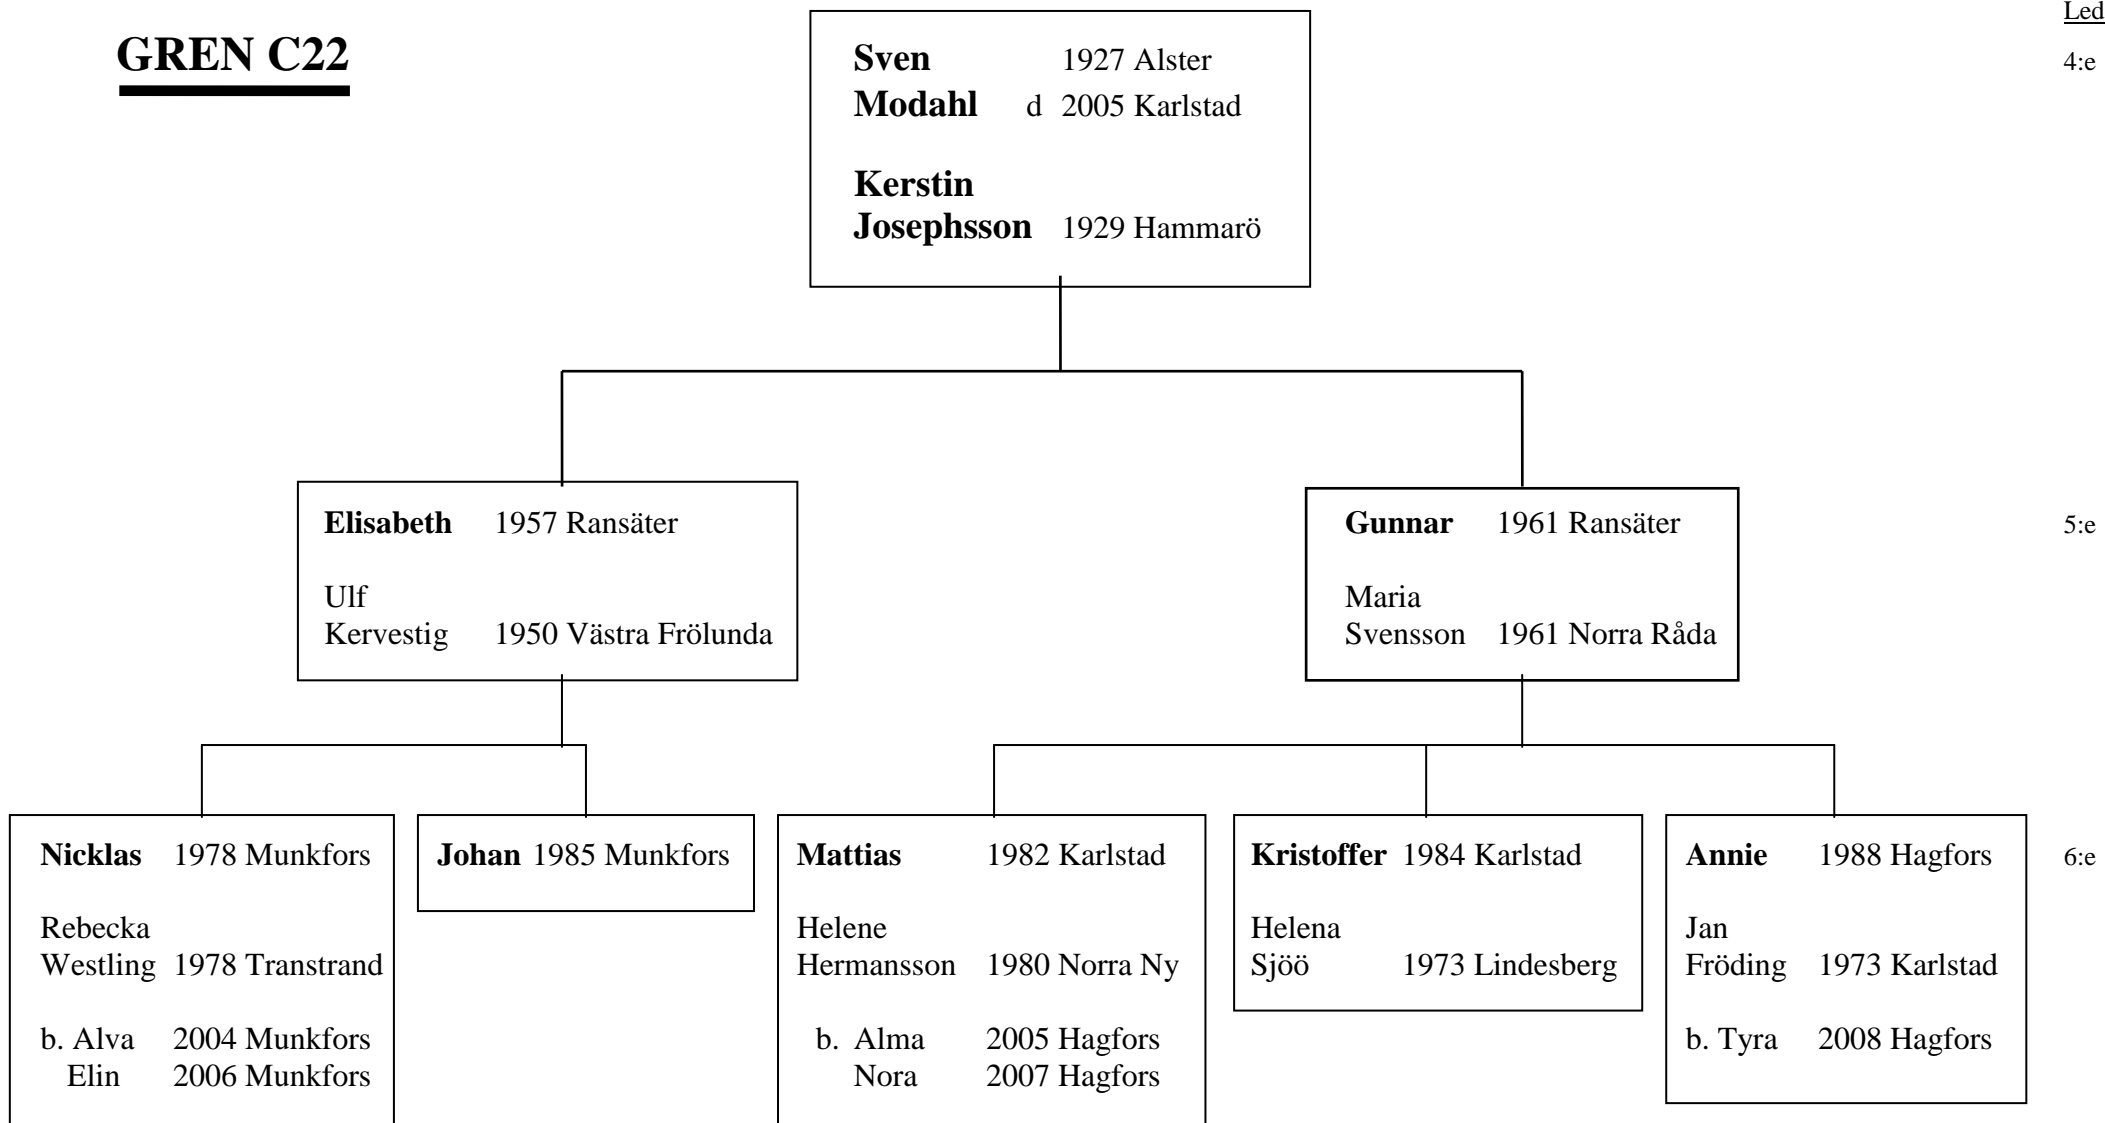 Led
GREN C22
Sven 1927 Alster
4:e
Modahl d 2005 Karlstad
Kerstin
Josephsson 1929 Hammarö
Elisabeth 1957 Ransäter
Ulf
Kervestig 1950 Västra Frölunda
Gunnar 1961 Ransäter
Maria
Svensson 1961 Norra Råda
5:e
Nicklas 1978 Munkfors
Rebecka
Westling 1978 Transtrand
b. Alva 2004 Munkfors
Elin 2006 Munkfors
Johan 1985 Munkfors
Mattias 1982 Karlstad
Helene
Hermansson 1980 Norra Ny
b. Alma 2005 Hagfors
Nora 2007 Hagfors
Kristoffer 1984 Karlstad
Helena
Sjöö 1973 Lindesberg
Annie 1988 Hagfors
Jan
Fröding 1973 Karlstad
b. Tyra 2008 Hagfors
6:e